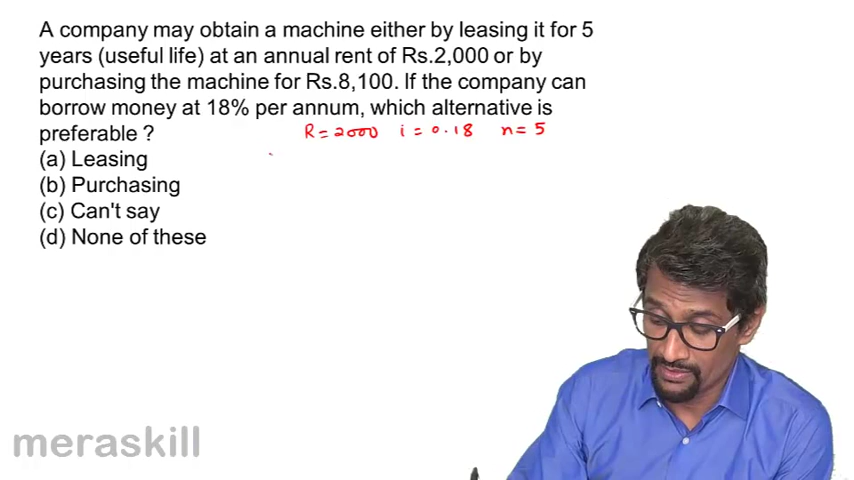 A company may obtain a machine either by leasing it for 5
years (useful life) at an annual rent of Rs.2,000 or by
purchasing the machine for Rs.8,100. If the company can
borrow money at 18% per annum, which alternative is
preferable ?
R = 2000 i = 0.18 n = 5
(a) Leasing
(b) Purchasing
(c) Can't say
(d) None of these
meraskill